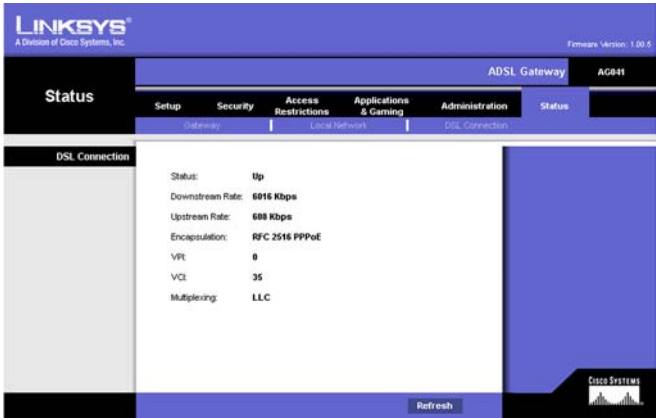 LINKSYS®
A Division of Cisco Systems, Inc.
Firmware Version: 1.00.5
ADSL Gateway AG041
Status
Setup Security Access Restrictions Applications & Gaming Administration Status
Gateway Local Network DSL Connection
DSL Connection
Status: Up
Downstream Rate: 6016 Kbps
Upstream Rate: 608 Kbps
Encapsulation: RFC 2516 PPPoE
VPI: 0
VCI: 35
Multiplexing: LLC
CISCO SYSTEMS
Refresh